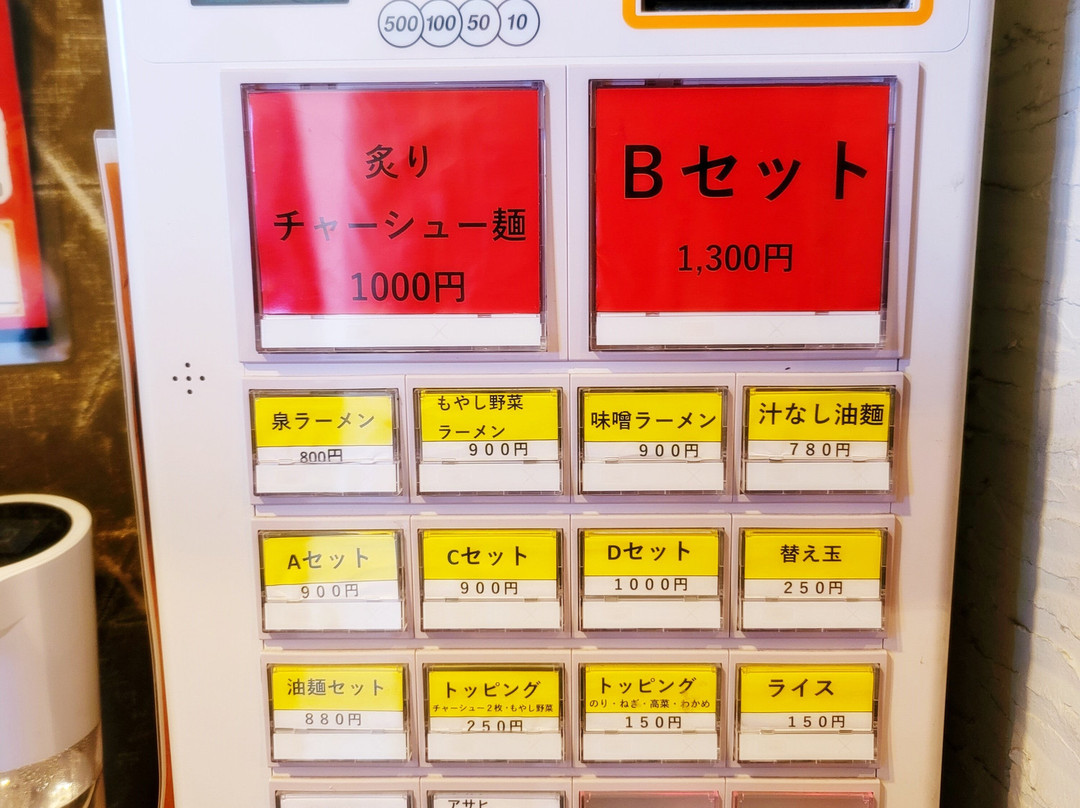 500 100 50 10
炙り
チャーシュー麺
1000円
Bセット
1,300円
泉ラーメン
800円
もやし野菜
ラーメン
900円
味噌ラーメン
900円
汁なし油麺
780円
Aセット
900円
Cセット
900円
Dセット
1000円
替え玉
250円
油麺セット
880円
トッピング
チャーシュー2枚・もやし野菜
250円
トッピング
のり・ねぎ・高菜・わかめ
150円
ライス
150円
アサヒ